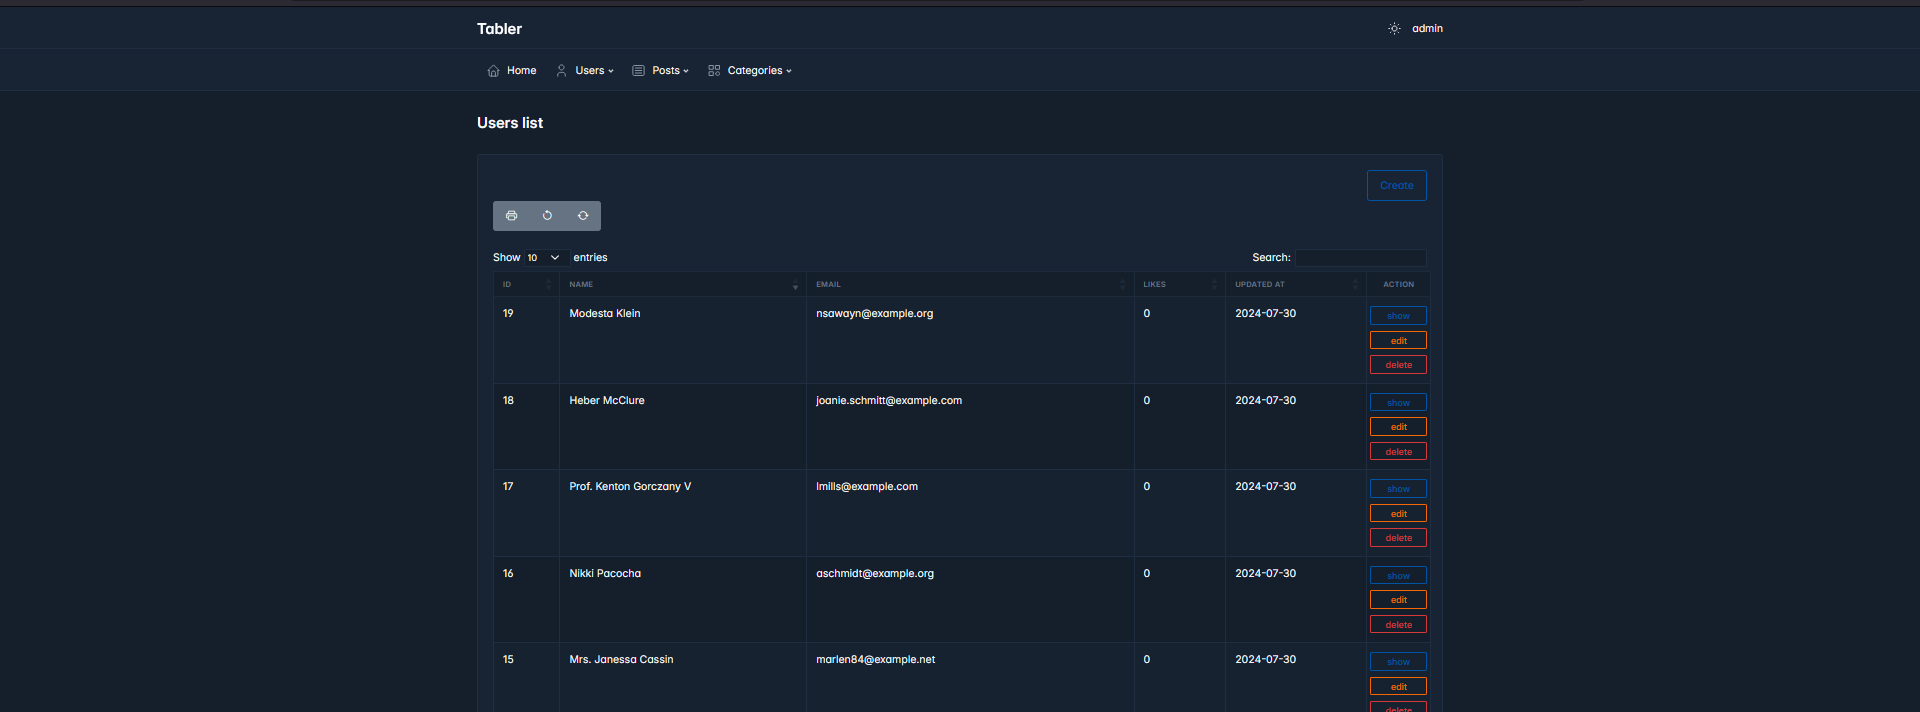 Tabler
admin
Home Users Posts Categories
Users list
Create
Show 10 entries
Search:
ID NAME EMAIL LIKES UPDATED AT ACTION
19 Modesta Klein nsawayn@example.org 0 2024-07-30 show
edit
delete
18 Heber McClure joanie.schmitt@example.com 0 2024-07-30 show
edit
delete
17 Prof. Kenton Gorczany V lmills@example.com 0 2024-07-30 show
edit
delete
16 Nikki Pacocha aschmidt@example.org 0 2024-07-30 show
edit
delete
15 Mrs. Janessa Cassin marlen84@example.net 0 2024-07-30 show
edit
delete